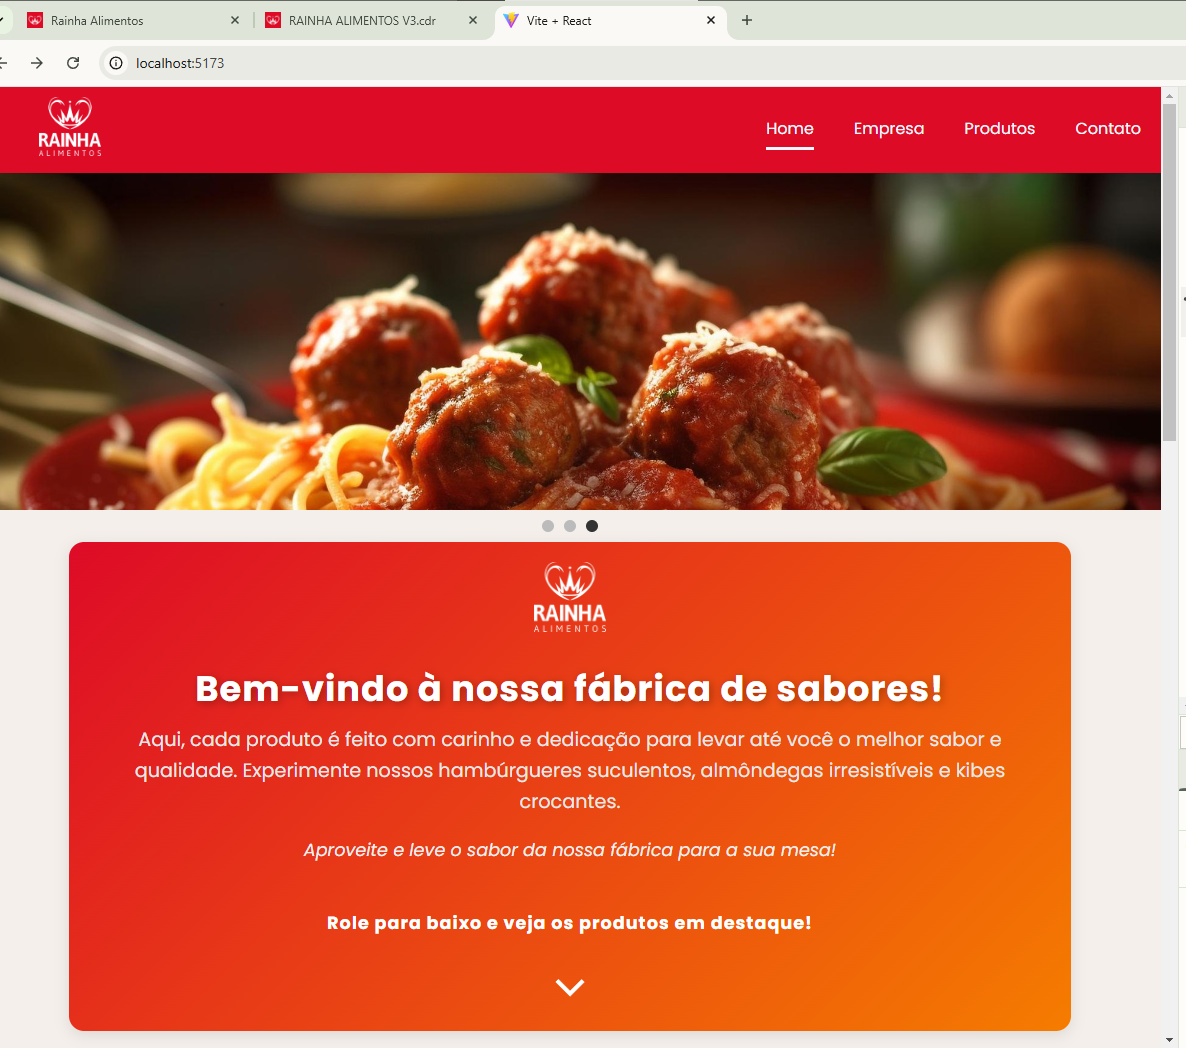 Rainha Alimentos
RAINHA ALIMENTOS V3.cdr
Vite + React
localhost:5173
RAINHA
ALIMENTOS
Home
Empresa
Produtos
Contato
RAINHA
ALIMENTOS
Bem-vindo à nossa fábrica de sabores!
Aqui, cada produto é feito com carinho e dedicação para levar até você o melhor sabor e
qualidade. Experimente nossos hambúrgueres suculentos, almôndegas irresistíveis e kibes
crocantes.
Aproveite e leve o sabor da nossa fábrica para a sua mesa!
Role para baixo e veja os produtos em destaque!